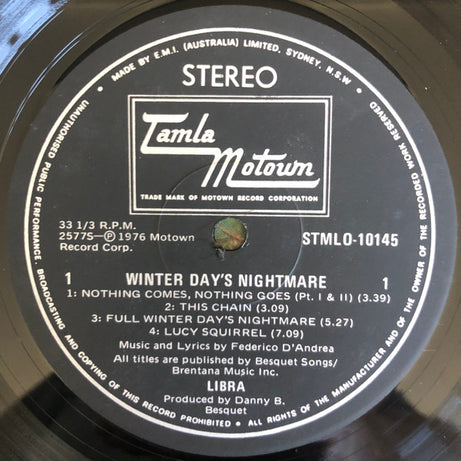 • MADE BY E.M.I. (AUSTRALIA) LIMITED, SYDNEY, N.S.W •
STEREO
Tamla
Motown
TRADE MARK OF MOTOWN RECORD CORPORATION
33 1/3 R.P.M.
25775—Ⓟ1976 Motown
Record Corp.
STMLO-10145
1 WINTER DAY'S NIGHTMARE 1
1: NOTHING COMES, NOTHING GOES (Pt. I & II) (3.39)
2: THIS CHAIN (3.09)
3: FULL WINTER DAY'S NIGHTMARE (5.27)
4: LUCY SQUIRREL (7.09)
Music and Lyrics by Federico D'Andrea
All titles are published by Besquet Songs/
Brentana Music Inc.
LIBRA
Produced by Danny B.
Besquet
UNAUTHORISED PUBLIC PERFORMANCE, BROADCASTING AND COPYING OF THIS RECORD PROHIBITED • ALL RIGHTS OF THE MANUFACTURER AND OF THE OWNER OF THE RECORDED WORK RESERVED